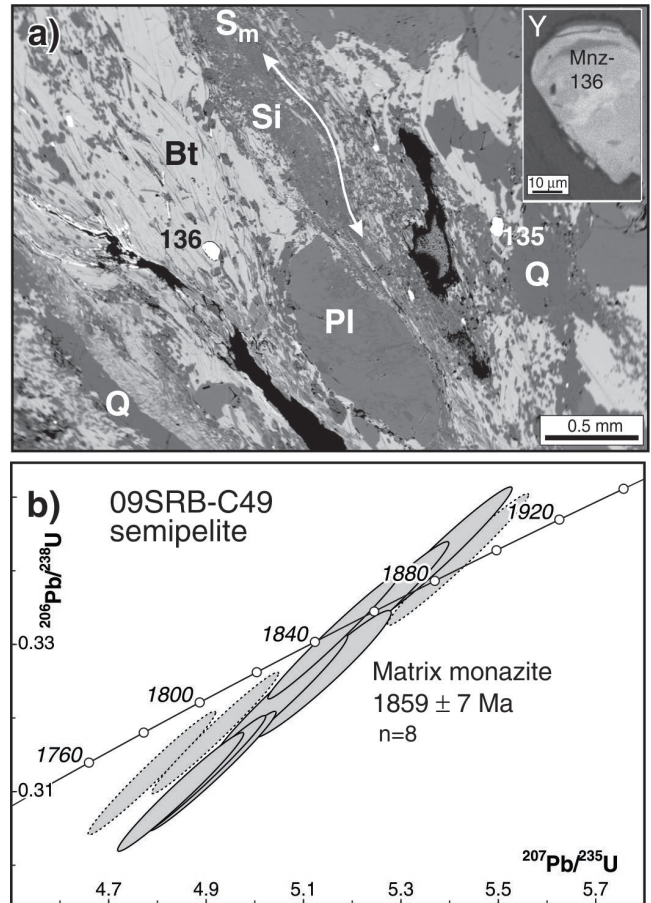 a)
Sm
Si
Bt
136
Pl
Q
135
Q
0.5 mm
Y
Mnz-
136
10 μm
b)
09SRB-C49
semipelite
206Pb/238U
1920
1880
1840
1800
1760
0.33
0.31
Matrix monazite
1859 ± 7 Ma
n=8
207Pb/235U
4.7 4.9 5.1 5.3 5.5 5.7